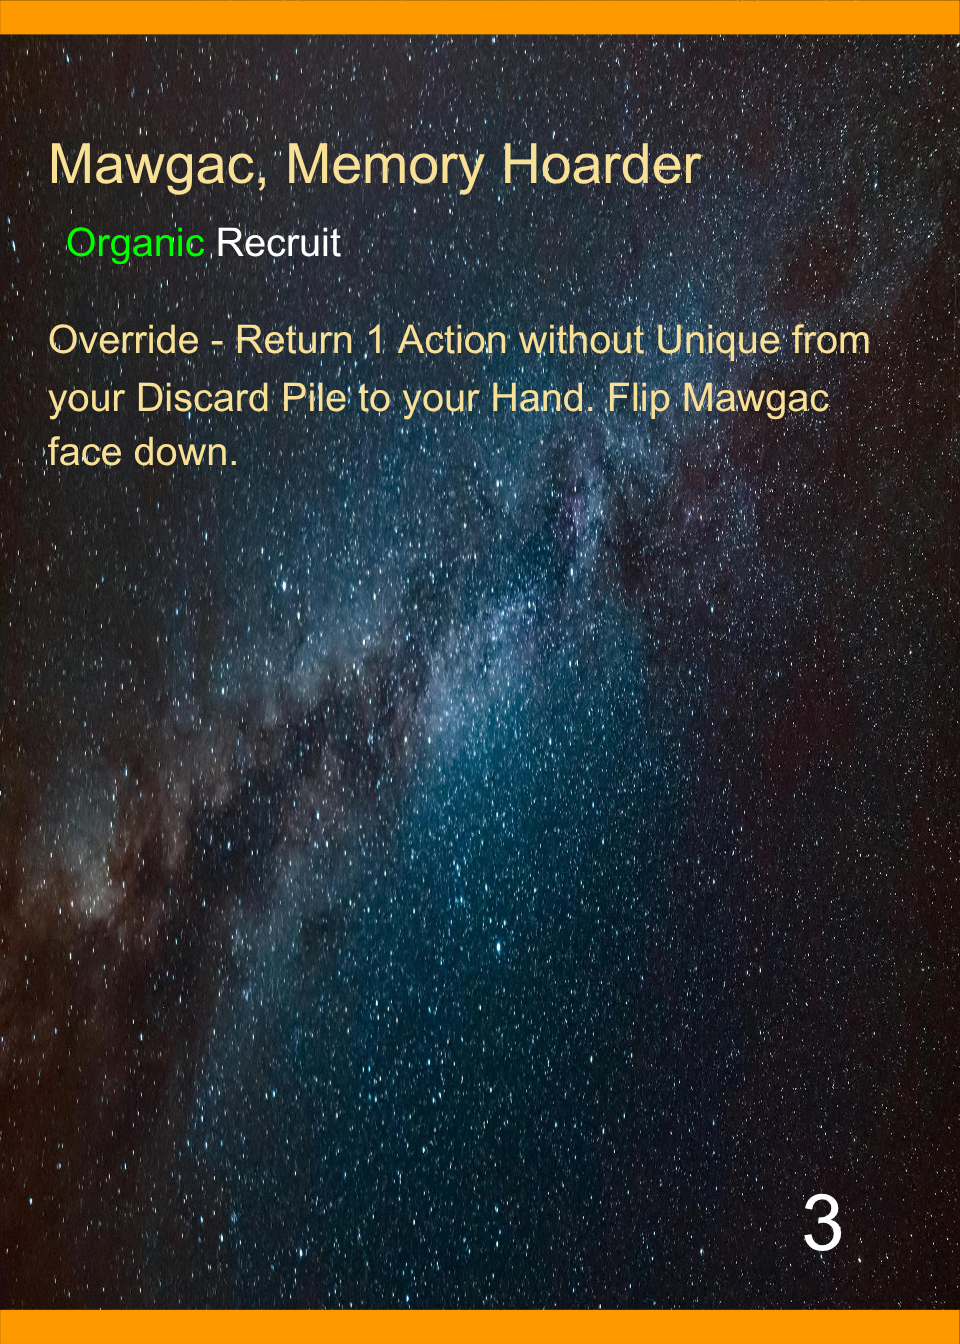 Mawgac, Memory Hoarder
Organic Recruit
Override - Return 1 Action without Unique from
your Discard Pile to your Hand. Flip Mawgac
face down.
3